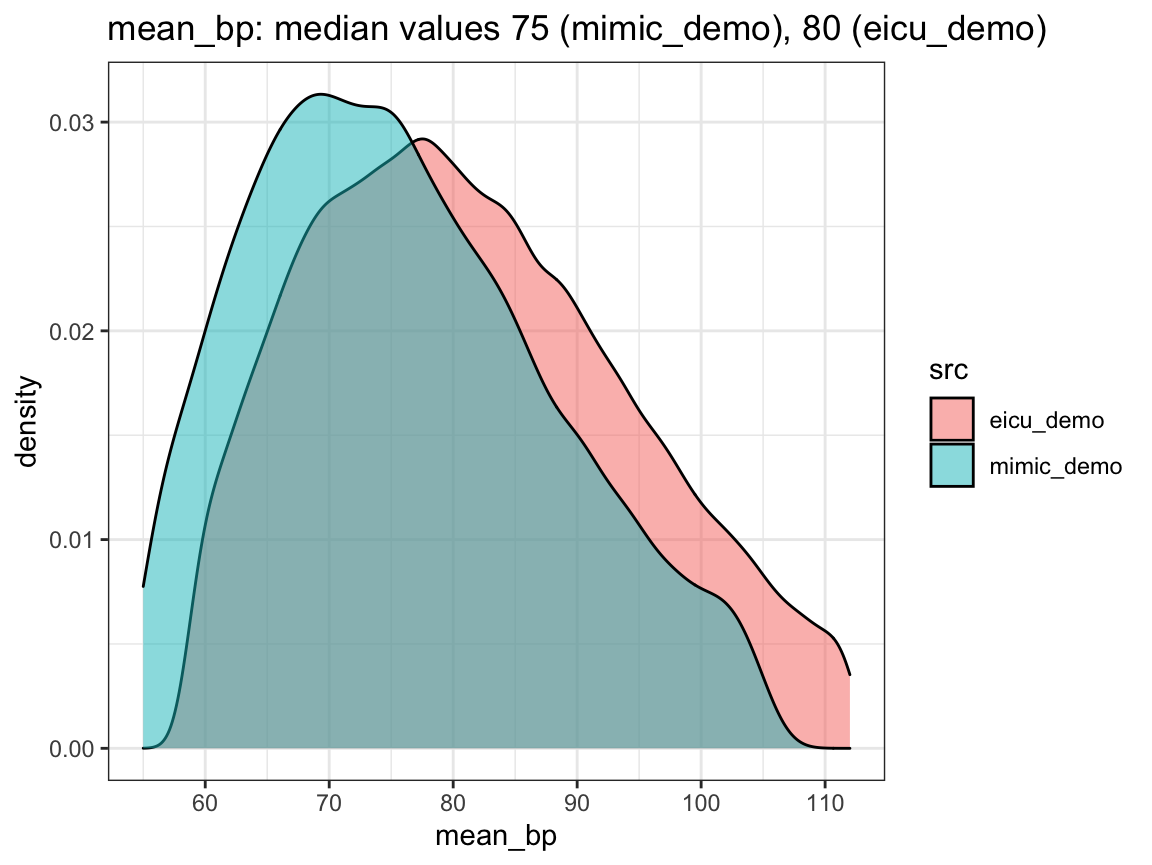 mean_bp: median values 75 (mimic_demo), 80 (eicu_demo)
0.03
0.02
0.01
0.00
density
60 70 80 90 100 110
mean_bp
src
eicu_demo
mimic_demo